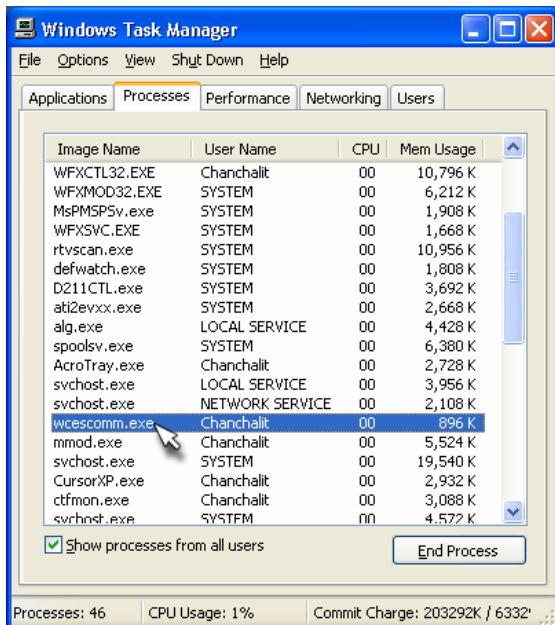 Windows Task Manager
File Options View Shut Down Help
Applications Processes Performance Networking Users
Image Name User Name CPU Mem Usage
WFXCTL32.EXE Chanchalit 00 10,796 K
WFXMOD32.EXE SYSTEM 00 6,212 K
MsPMSPSv.exe SYSTEM 00 1,908 K
WFXSVC.EXE SYSTEM 00 1,668 K
rtvscan.exe SYSTEM 00 10,956 K
defwatch.exe SYSTEM 00 1,808 K
D211CTL.exe SYSTEM 00 3,692 K
ati2evxx.exe SYSTEM 00 2,668 K
alg.exe LOCAL SERVICE 00 4,428 K
spoolsv.exe SYSTEM 00 6,380 K
AcroTray.exe Chanchalit 00 2,728 K
svchost.exe LOCAL SERVICE 00 3,956 K
svchost.exe NETWORK SERVICE 00 2,108 K
wcescomm.exe Chanchalit 00 896 K
mmod.exe Chanchalit 00 5,524 K
svchost.exe SYSTEM 00 19,540 K
CursorXP.exe Chanchalit 00 2,932 K
ctfmon.exe Chanchalit 00 3,088 K
svchost.exe SYSTEM 00 4,572 K
Show processes from all users End Process
Processes: 46 CPU Usage: 1% Commit Charge: 203292K / 6332